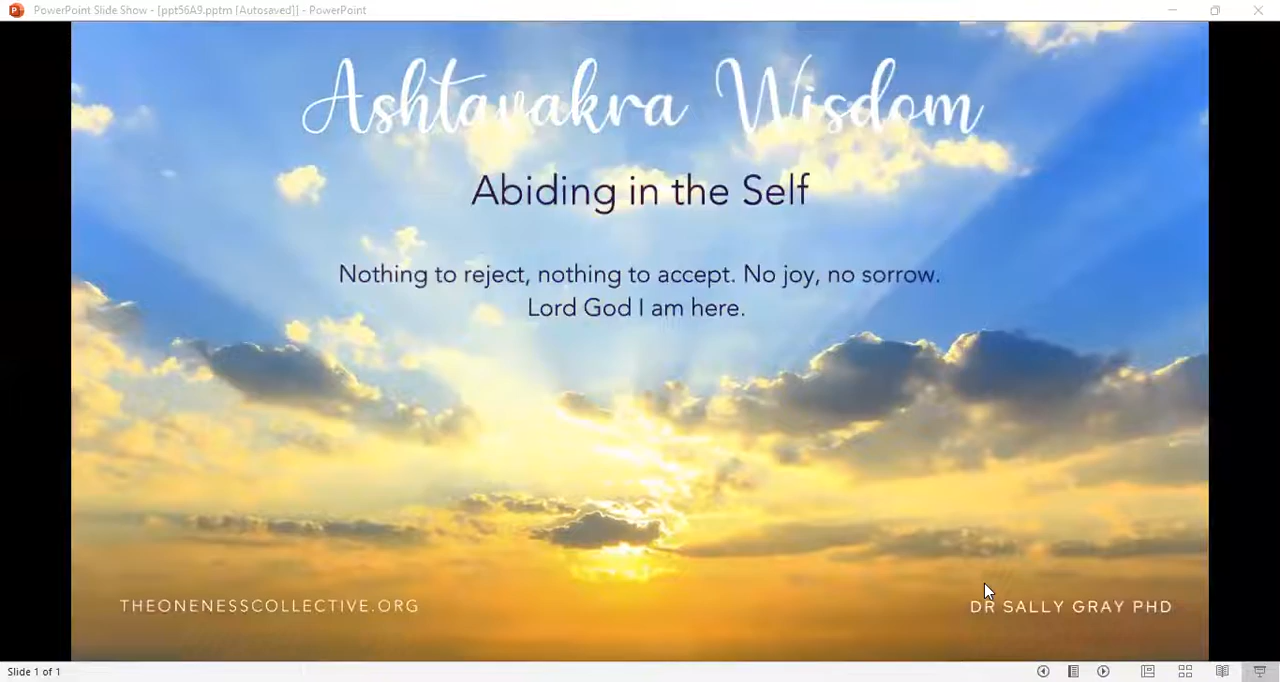 PowerPoint Slide Show - [ppt56A9.pptm [Autosaved]] - PowerPoint
Ashtavakra Wisdom
Abiding in the Self
Nothing to reject, nothing to accept. No joy, no sorrow.
Lord God I am here.
THEONENESSCOLLECTIVE.ORG
DR SALLY GRAY PHD
Slide 1 of 1